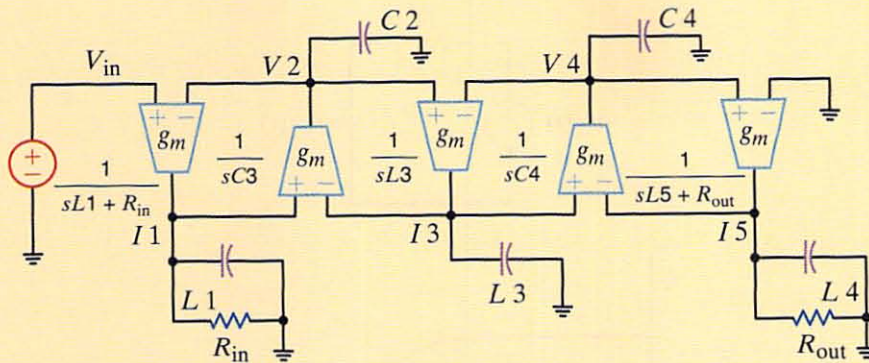 C 2
C 4
V in
V 2
V 4
+ −
+ −
+ −
g m
g m
g m
g m
g m
+
−
1
sL1 + R in
1
sC3
+ −
1
sL3
1
sC4
+ −
1
sL5 + R out
I 1
I 3
I 5
L 1
L 3
L 4
R in
R out